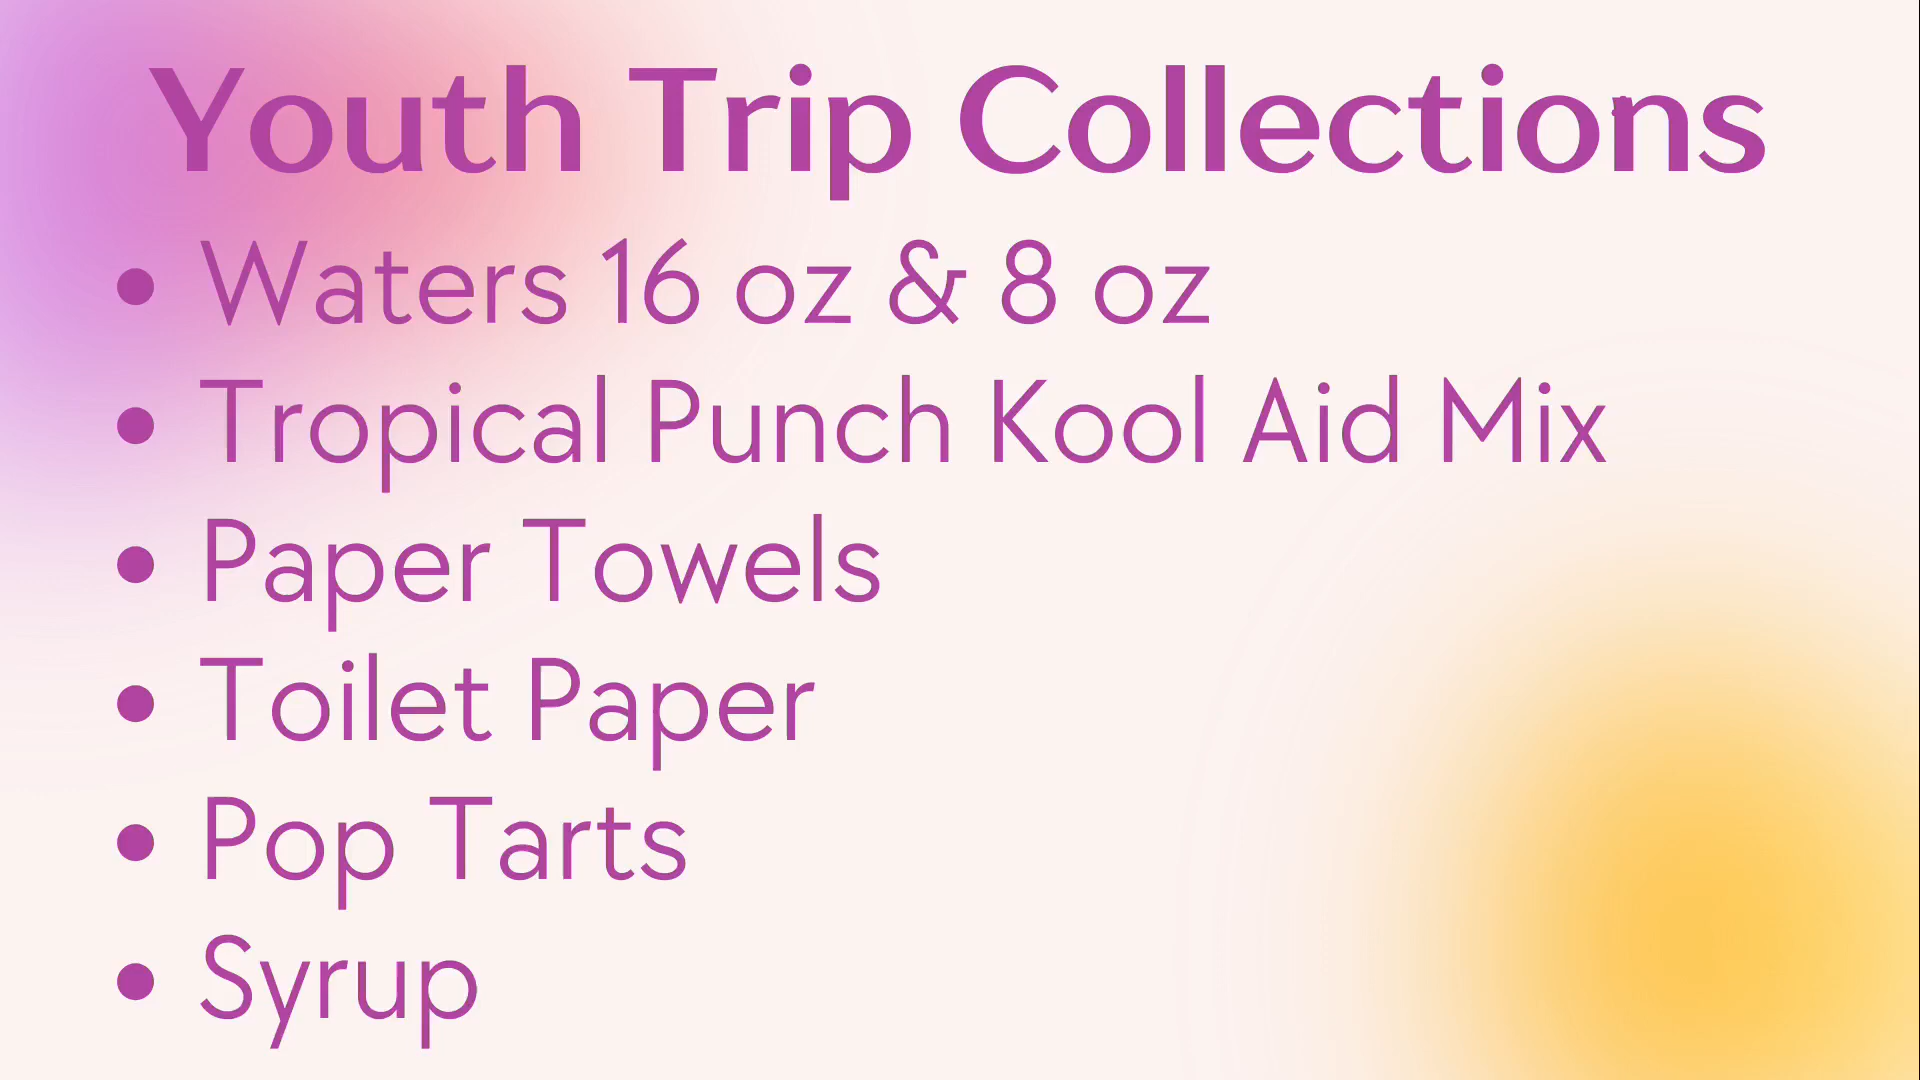 Youth Trip Collections
• Waters 16 oz & 8 oz
• Tropical Punch Kool Aid Mix
• Paper Towels
• Toilet Paper
• Pop Tarts
• Syrup